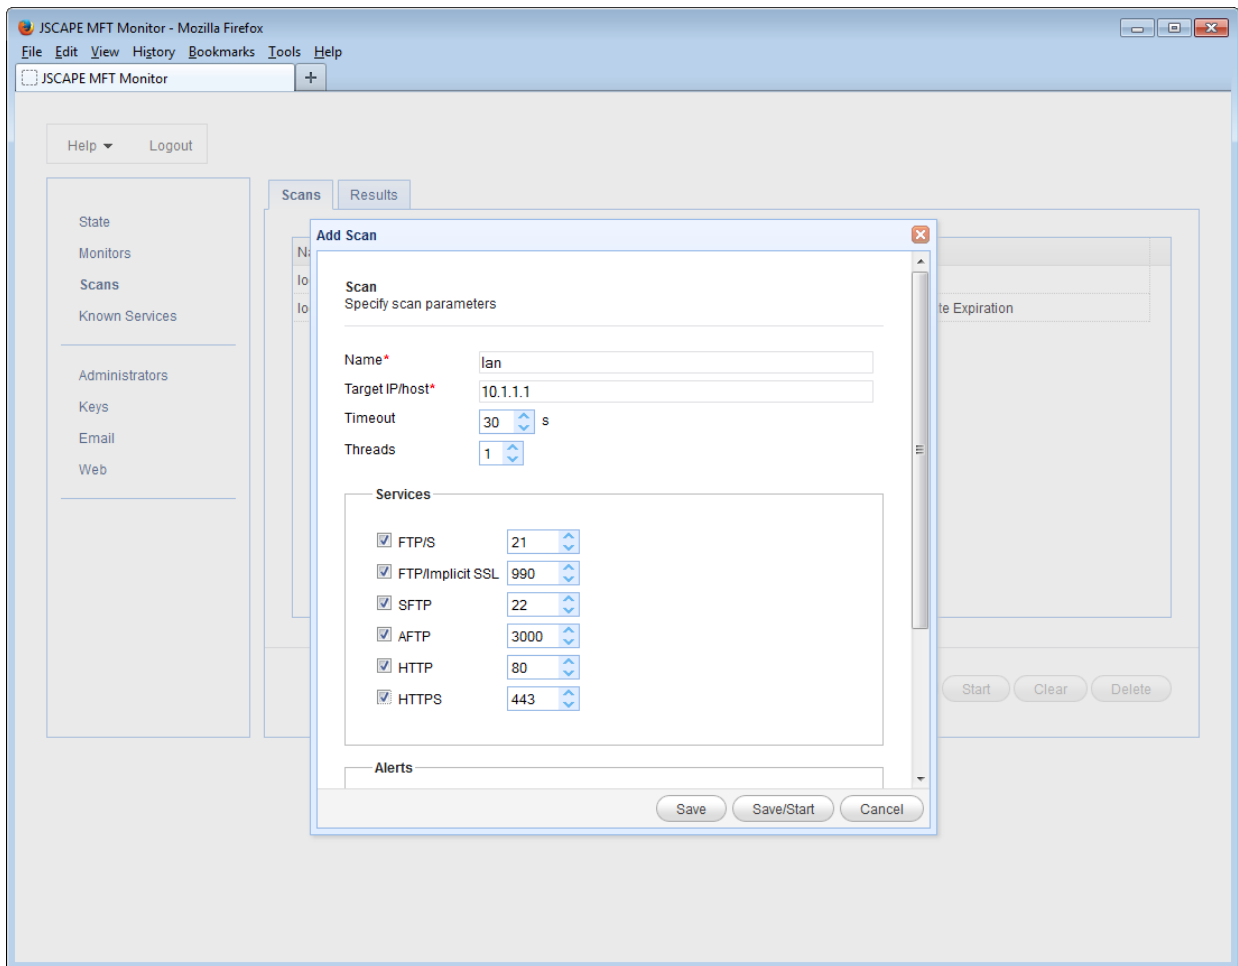 JSCAPE MFT Monitor - Mozilla Firefox
File Edit View History Bookmarks Tools Help
JSCAPE MFT Monitor +
Help Logout
State
Monitors
Scans
Known Services
Administrators
Keys
Email
Web
Scans Results
Na
lo
lo
te Expiration
Add Scan
Scan
Specify scan parameters
Name* lan
Target IP/host* 10.1.1.1
Timeout 30 s
Threads 1
Services
FTP/S 21
FTP/Implicit SSL 990
SFTP 22
AFTP 3000
HTTP 80
HTTPS 443
Alerts
Save Save/Start Cancel
Start Clear Delete